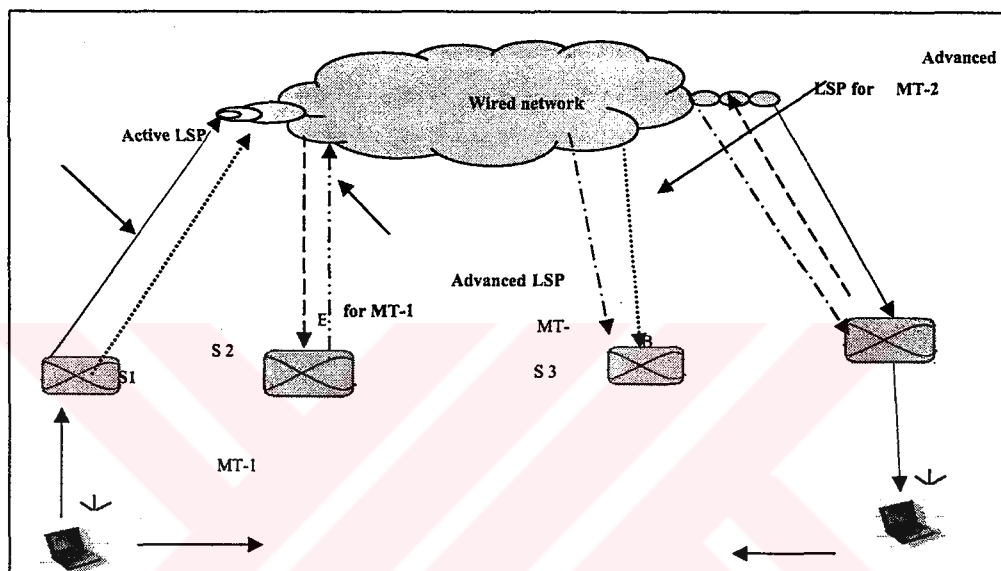 Advanced
Wired network
LSP for MT-2
Active LSP
Advanced LSP
for MT-1
MT-
S 2
S 3
S1
MT-1